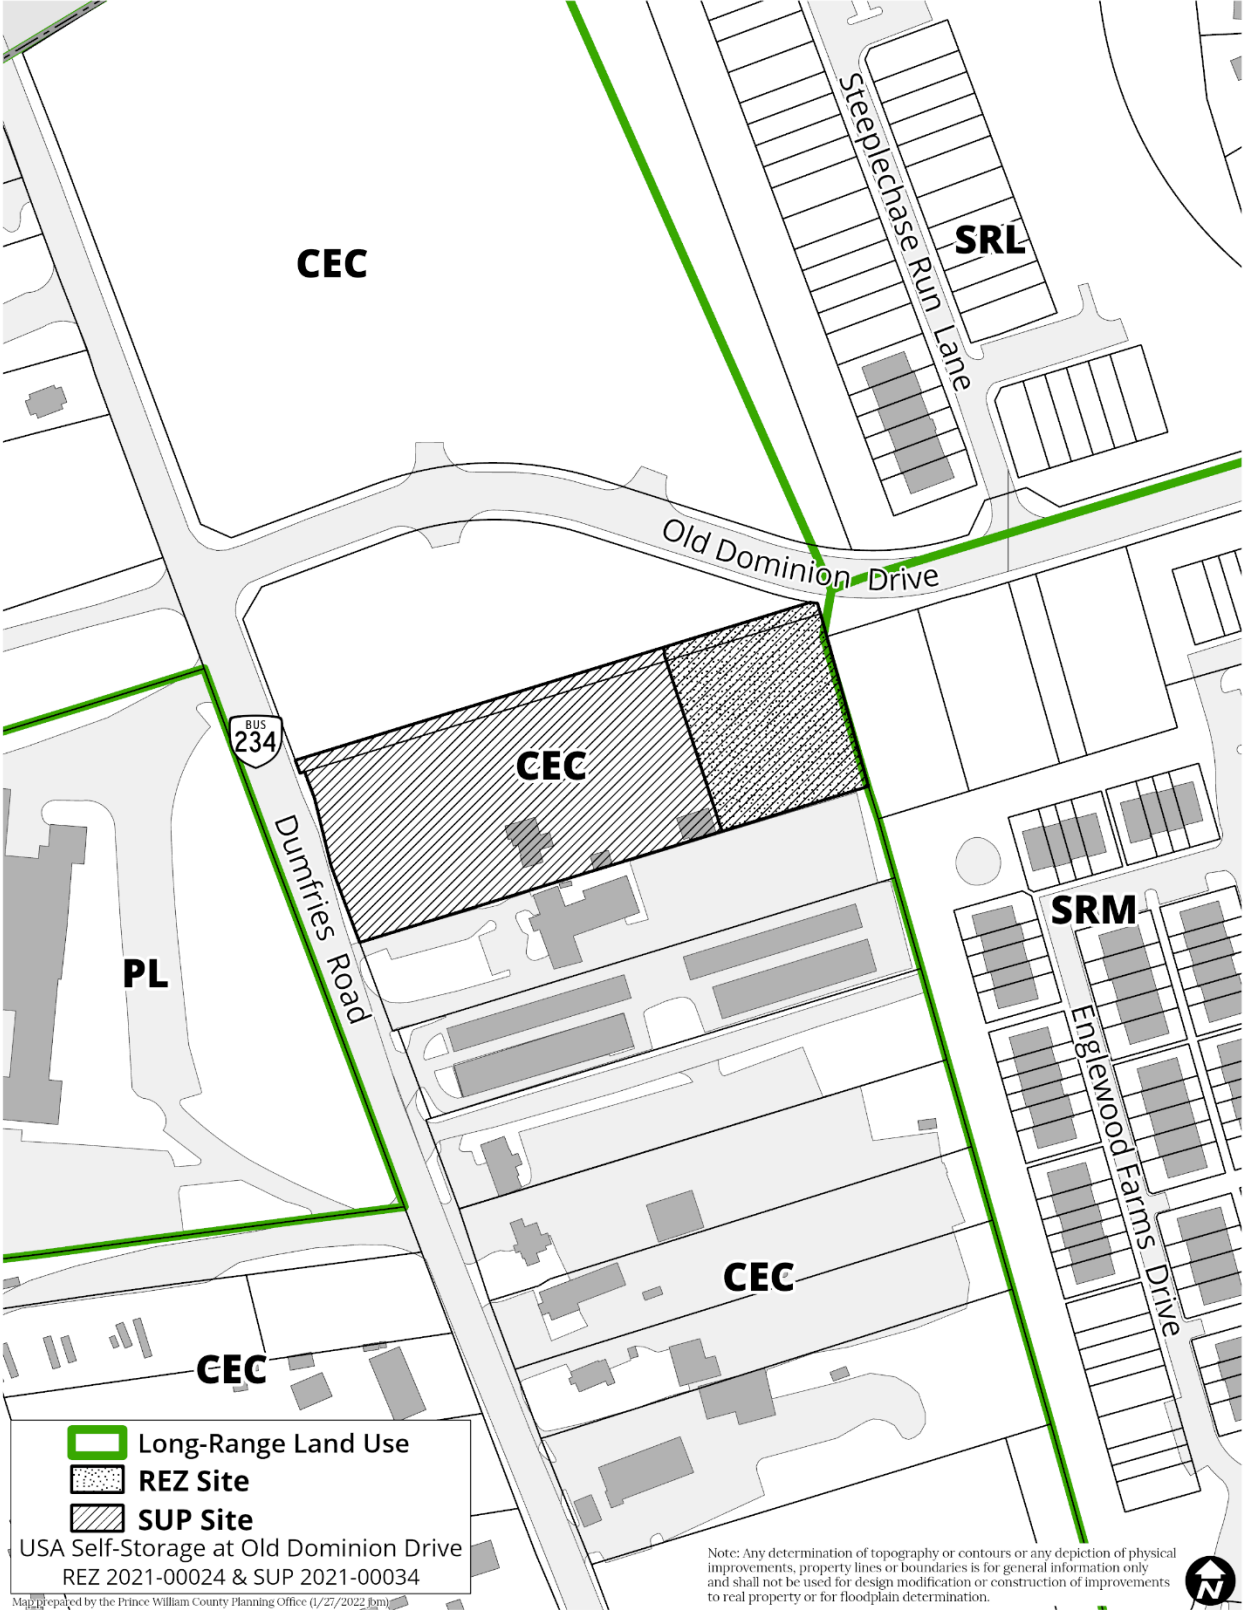 Steeplechase Run Lane
SRL
CEC
Old Dominion Drive
BUS
234
CEC
Dumfries Road
PL
SRM
Englewood Farms Drive
CEC
CEC
Long-Range Land Use
REZ Site
SUP Site
USA Self-Storage at Old Dominion Drive
REZ 2021-00024 & SUP 2021-00034
Map prepared by the Prince William County Planning Office (1/27/2022 jbm)
Note: Any determination of topography or contours or any depiction of physical
improvements, property lines or boundaries is for general information only
and shall not be used for design modification or construction of improvements
to real property or for floodplain determination.
N